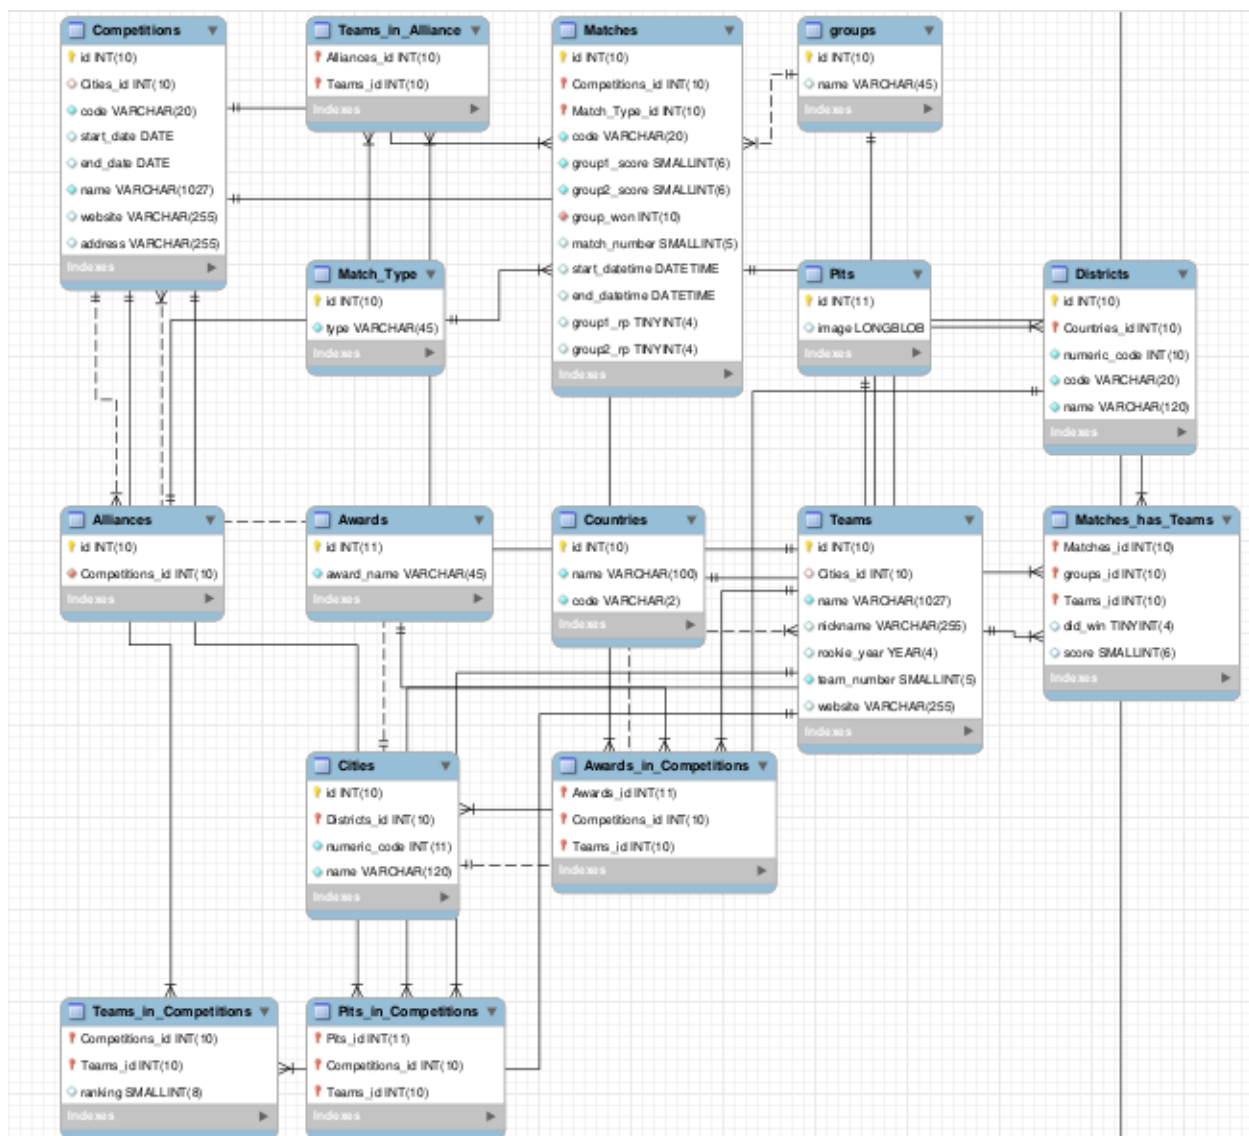 Competitions
id INT(10)
Cities_id INT(10)
code VARCHAR(20)
start_date DATE
end_date DATE
name VARCHAR(1027)
website VARCHAR(255)
address VARCHAR(255)
Indexes
Teams_in_Alliance
Alliances_id INT(10)
Teams_id INT(10)
Indexes
Matches
id INT(10)
Competitions_id INT(10)
Match_Type_id INT(10)
code VARCHAR(20)
group1_score SMALLINT(6)
group2_score SMALLINT(6)
group_won INT(10)
match_number SMALLINT(5)
start_datetime DATETIME
end_datetime DATETIME
group1_rp TINYINT(4)
group2_rp TINYINT(4)
Indexes
groups
id INT(10)
name VARCHAR(45)
Indexes
Match_Type
id INT(10)
type VARCHAR(45)
Indexes
Pits
id INT(11)
image LONGBLOB
Indexes
Districts
id INT(10)
Countries_id INT(10)
numeric_code INT(10)
code VARCHAR(20)
name VARCHAR(120)
Indexes
Alliances
id INT(10)
Competitions_id INT(10)
Indexes
Awards
id INT(11)
award_name VARCHAR(45)
Indexes
Countries
id INT(10)
name VARCHAR(100)
code VARCHAR(2)
Indexes
Teams
id INT(10)
Cities_id INT(10)
name VARCHAR(1027)
nickname VARCHAR(255)
rookie_year YEAR(4)
team_number SMALLINT(5)
website VARCHAR(255)
Indexes
Matches_has_Teams
Matches_id INT(10)
groups_id INT(10)
Teams_id INT(10)
did_win TINYINT(4)
score SMALLINT(6)
Indexes
Cities
id INT(10)
Districts_id INT(10)
numeric_code INT(11)
name VARCHAR(120)
Indexes
Awards_in_Competitions
Awards_id INT(11)
Competitions_id INT(10)
Teams_id INT(10)
Indexes
Teams_in_Competitions
Competitions_id INT(10)
Teams_id INT(10)
ranking SMALLINT(8)
Indexes
Pits_in_Competitions
Pits_id INT(11)
Competitions_id INT(10)
Teams_id INT(10)
Indexes